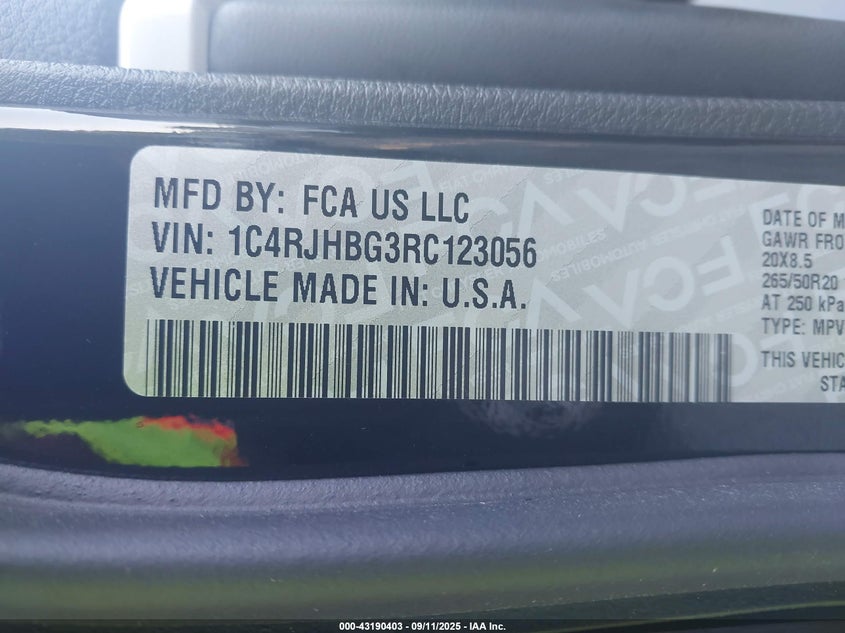 MFD BY: FCA US LLC
VIN: 1C4RJHBG3RC123056
VEHICLE MADE IN: U.S.A.
DATE OF M
GAWR FRO
20X8.5
265/50R20
AT 250 kPa
TYPE: MPV
THIS VEHIC
STA
000-43190403 - 09/11/2025 - IAA Inc.